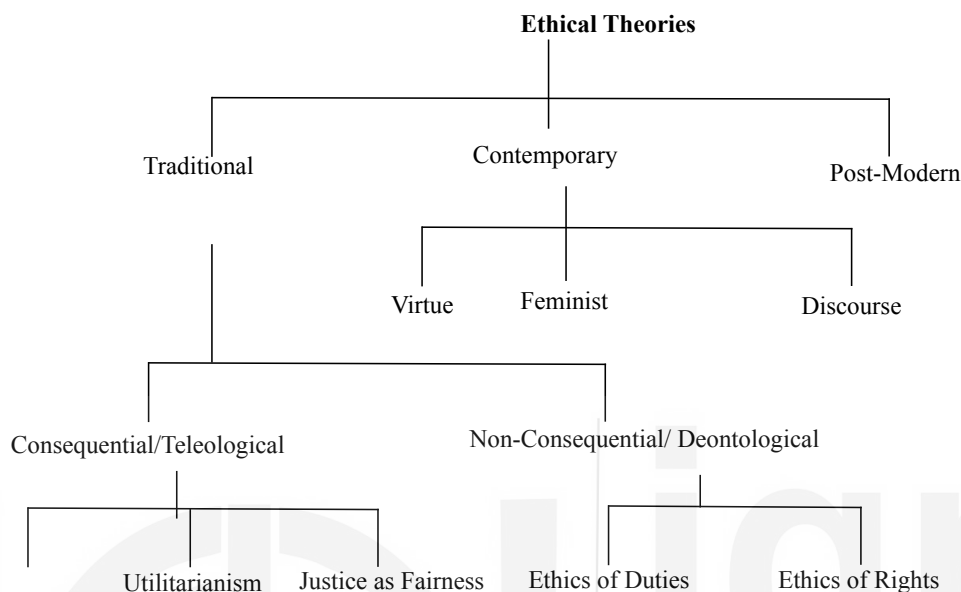 Ethical Theories
Traditional
Contemporary
Post-Modern
Virtue
Feminist
Discourse
Consequential/Teleological
Non-Consequential/ Deontological
Utilitarianism
Justice as Fairness
Ethics of Duties
Ethics of Rights